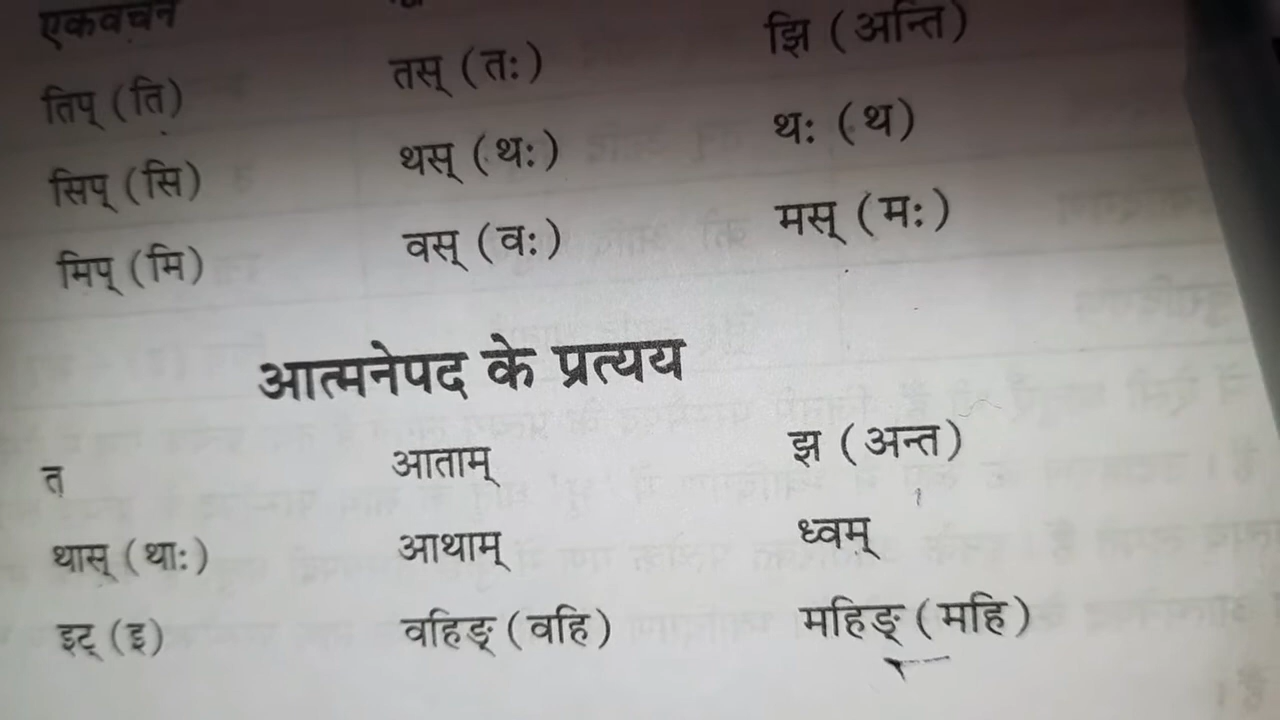 एकवचन
तिप् (ति) तस् (तः) झि (अन्ति)
सिप् (सि) थस् (थः) थः (थ)
मिप् (मि) वस् (वः) मस् (मः)
आत्मनेपद के प्रत्यय
त आताम् झ (अन्त)
थास् (थाः) आथाम् ध्वम्
इट् (इ) वहिङ् (वहि) महिङ् (महि)